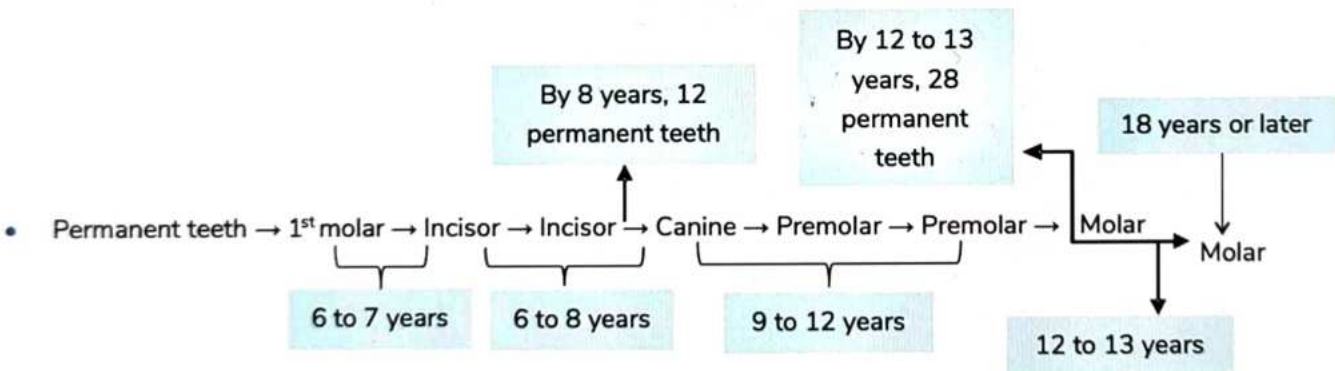 By 12 to 13
years, 28
permanent
teeth
By 8 years, 12
permanent teeth
18 years or later
• Permanent teeth → 1st molar → Incisor → Incisor → Canine → Premolar → Premolar → Molar
Molar
6 to 7 years
6 to 8 years
9 to 12 years
12 to 13 years